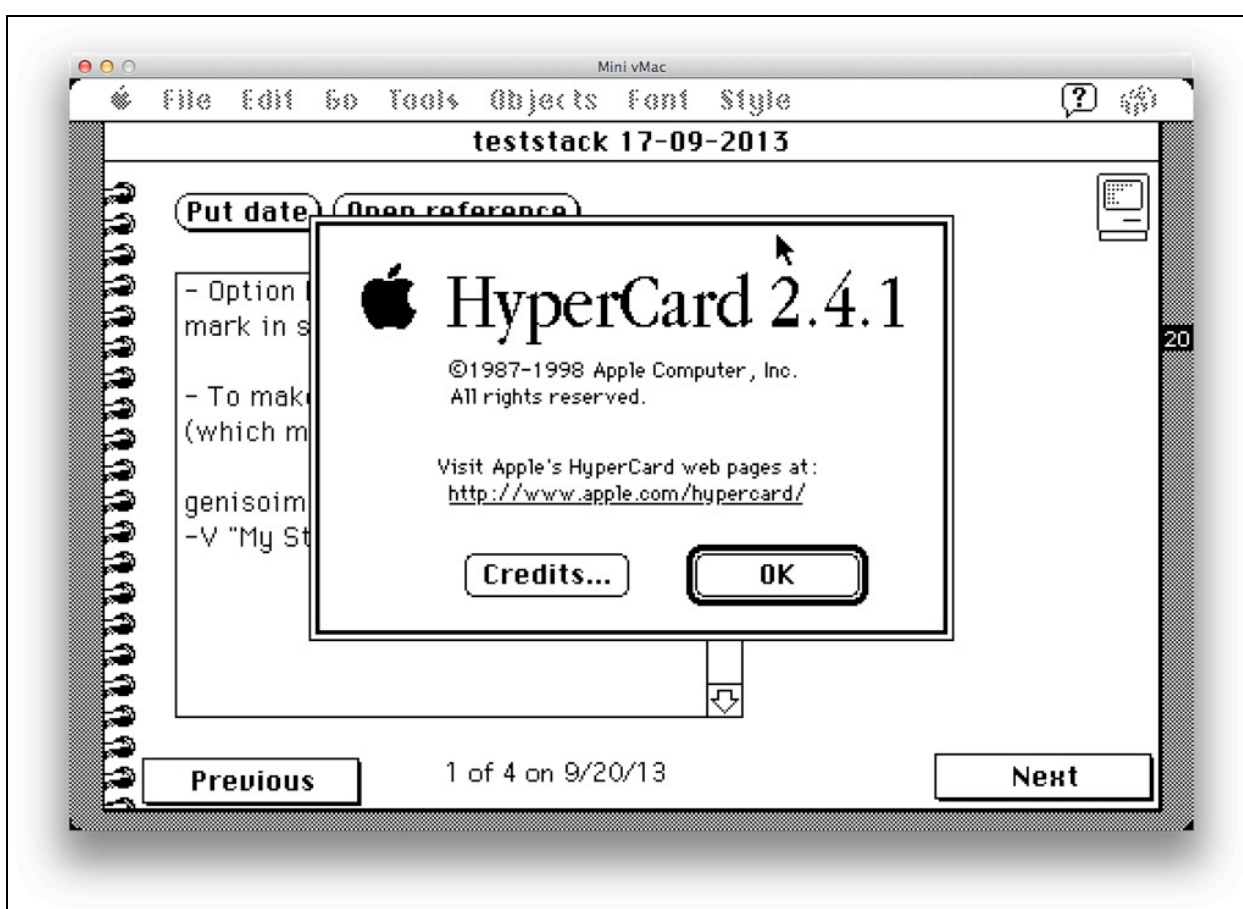 Mini vMac
File Edit Go Tools Objects Font Style
teststack 17-09-2013
Put date Open reference
HyperCard 2.4.1
©1987-1998 Apple Computer, Inc.
All rights reserved.
Visit Apple's HyperCard web pages at:
http://www.apple.com/hypercard/
Credits... OK
- Option
mark in s
- To mak
(which m
genisoim
-V "My St
20
Previous 1 of 4 on 9/20/13 Next